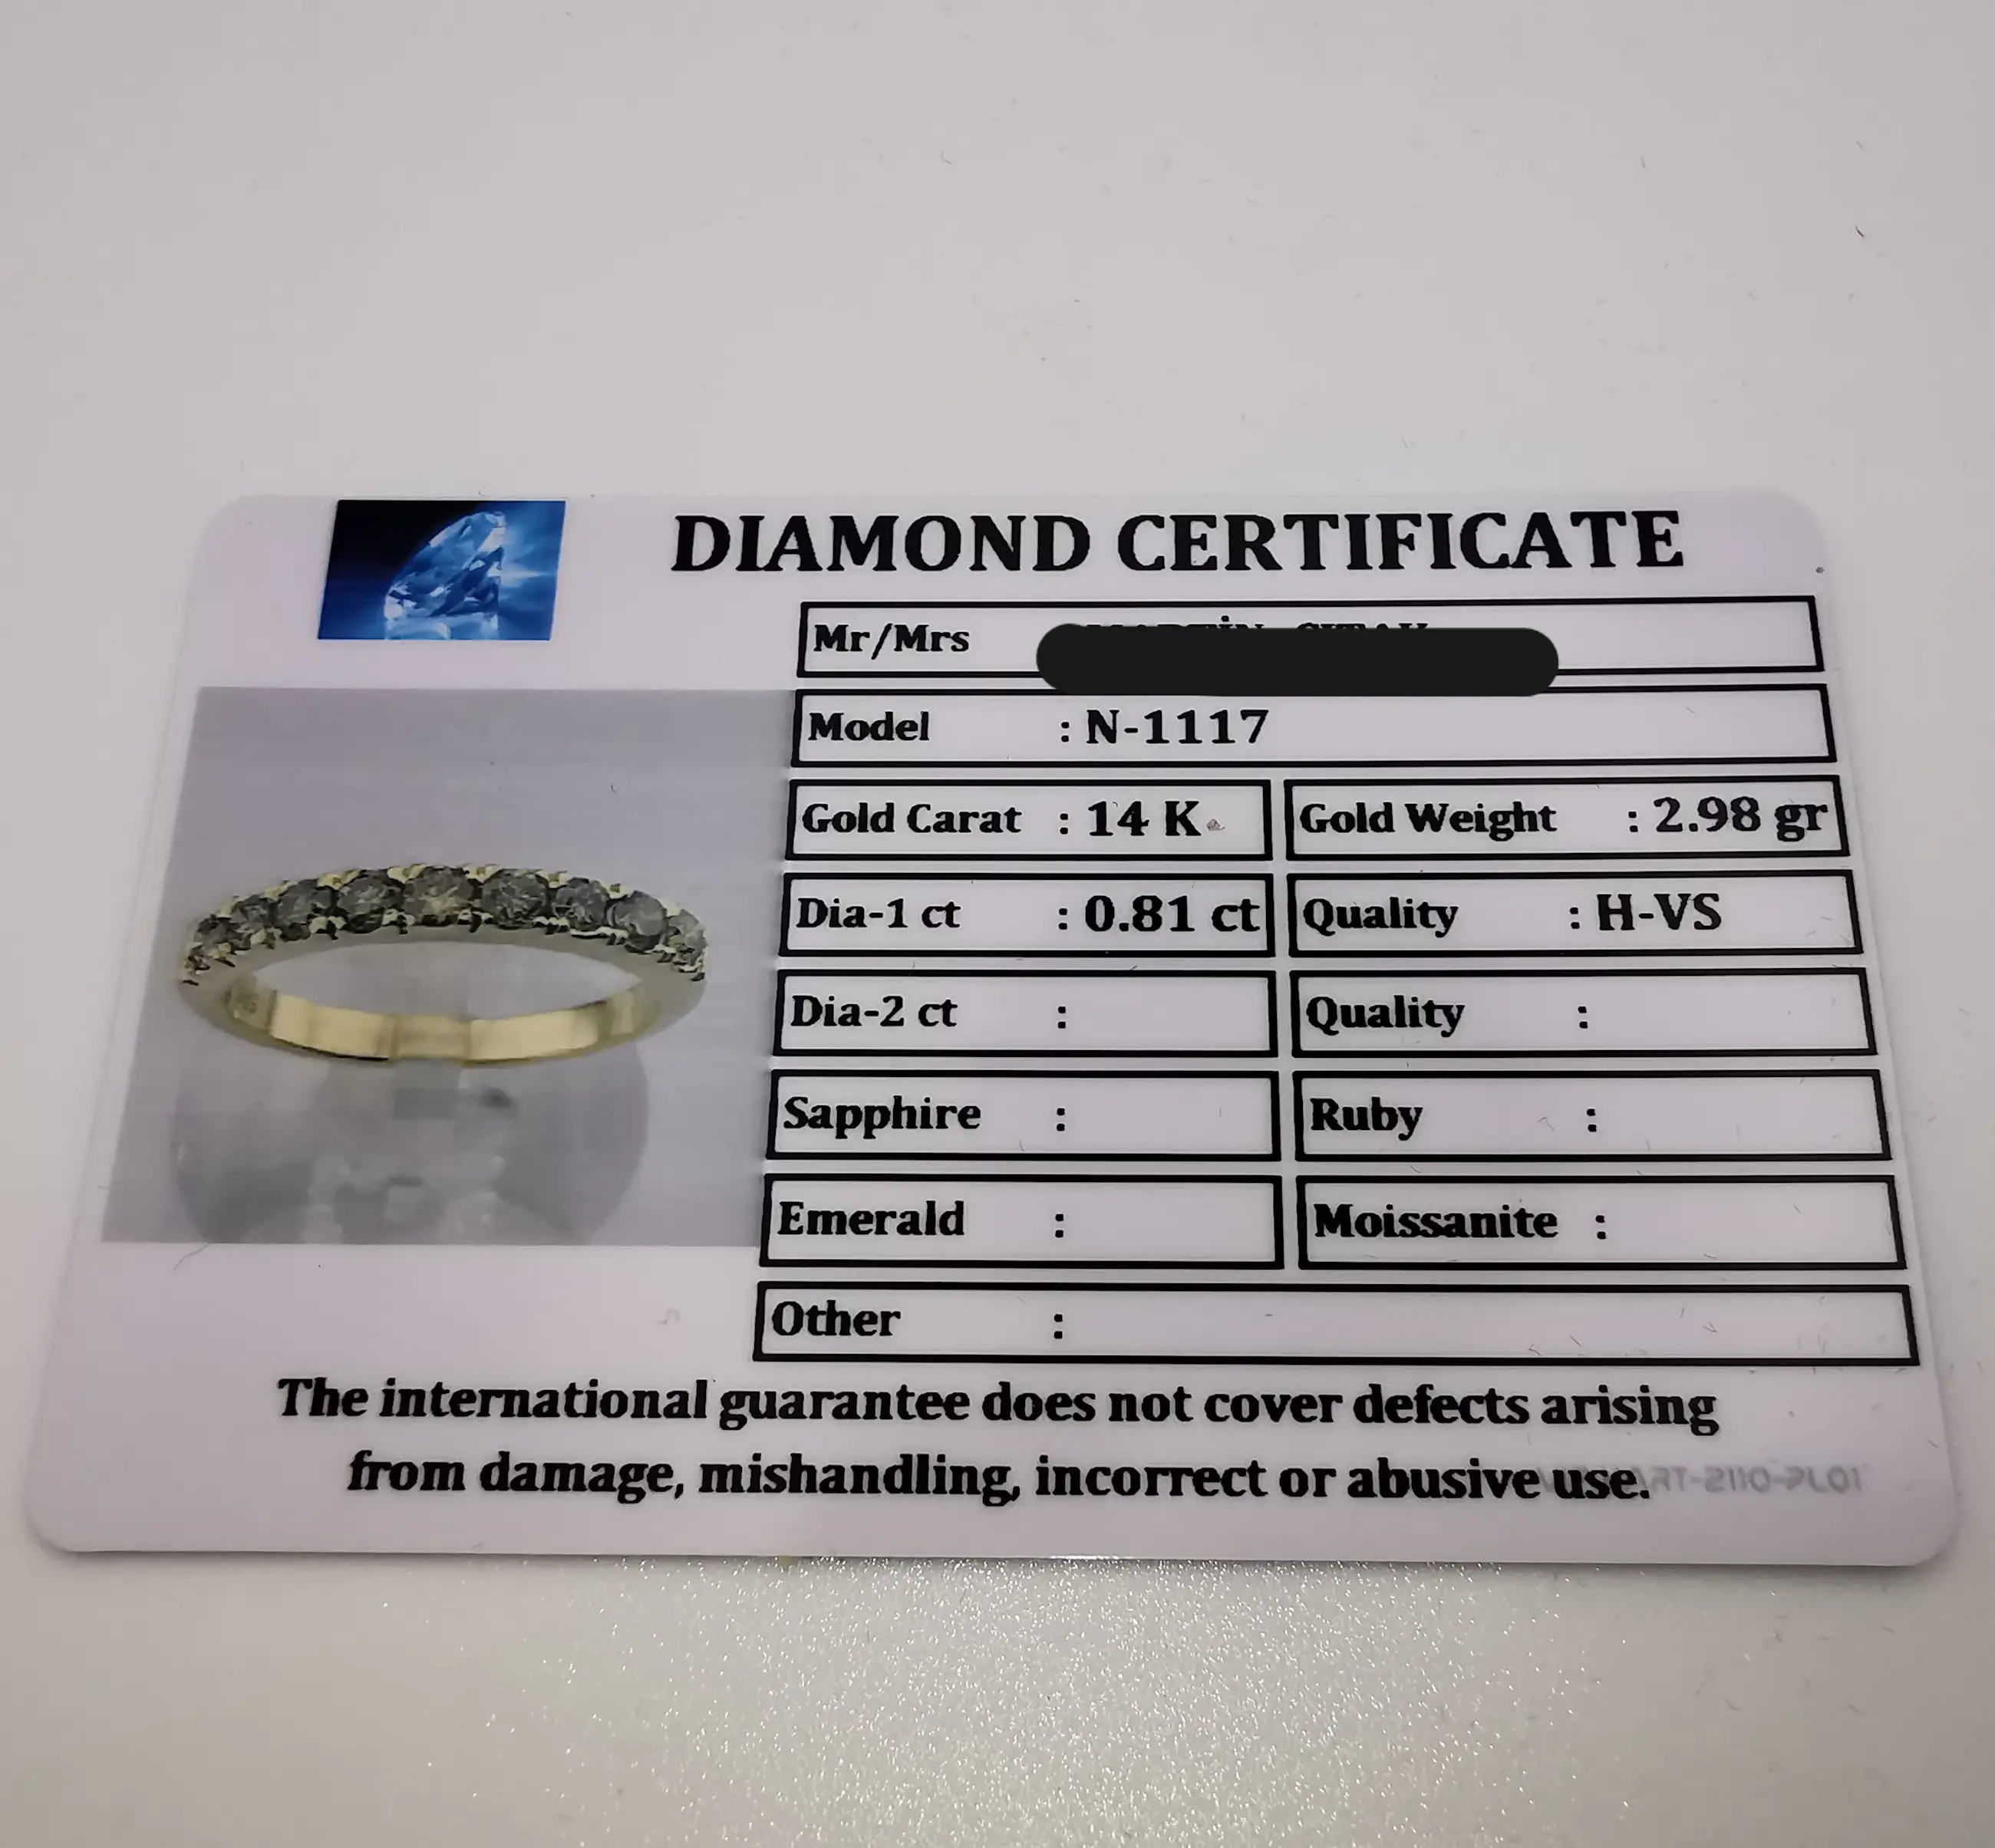 DIAMOND CERTIFICATE
Mr/Mrs
Model : N-1117
Gold Carat : 14 K Gold Weight : 2.98 gr
Dia-1 ct : 0.81 ct Quality : H-VS
Dia-2 ct : Quality :
Sapphire : Ruby :
Emerald : Moissanite :
Other :
The international guarantee does not cover defects arising
from damage, mishandling, incorrect or abusive use.